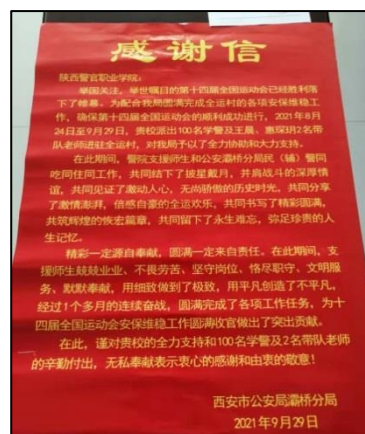 感谢信
陕西警官职业学院：
举国关注，举世瞩目的第十四届全国运动会已经胜利落
下了帷幕。为配合我局圆满完成全运村的各项安保维稳工
作，确保第十四届全国运动会的顺利成功进行，2021年8月
24日至9月29日，贵校派出100名学警及王晨、惠琛玥2名带
队老师进驻全运村，对我局予以了全力协助和大力支持。
在此期间，警院支援师生和公安灞桥分局民（辅）警同
吃同住同工作，共同结下了披星戴月，并肩战斗的深厚情
谊，共同见证了激动人心，无尚骄傲的历史时光，共同分享
了激情澎湃，倍感自豪的全运欢乐，共同书写了精彩圆满，
共筑辉煌的恢宏篇章，共同留下了永生难忘，弥足珍贵的人
生记忆。
精彩一定源自奉献，圆满一定来自责任。在此期间，支
援师生兢兢业业、不畏劳苦、坚守岗位、恪尽职守、文明服
务，默默奉献，用细致做到了极致，用平凡创造了不平凡，
经过1个多月的连续奋战，圆满完成了各项工作任务，为十
四届全国运动会安保维稳工作圆满收官做出了突出贡献。
在此，谨对贵校的全力支持和100名学警及2名带队老师
的辛勤付出，无私奉献表示衷心的感谢和由衷的敬意！
西安市公安局灞桥分局
2021年9月29日